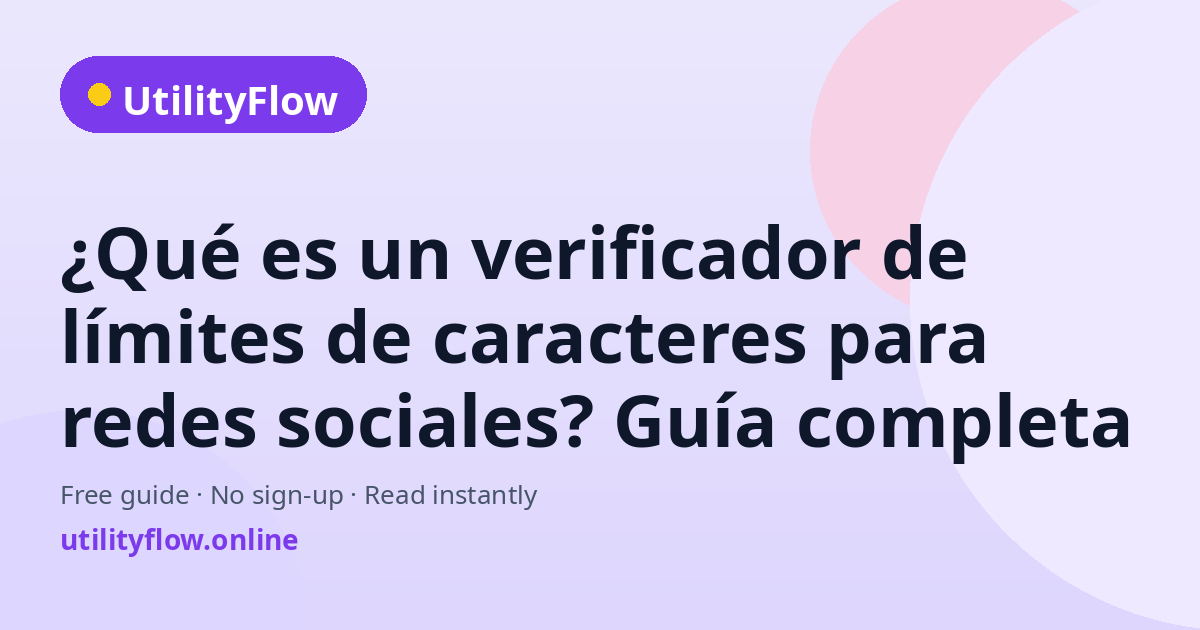 UtilityFlow
¿Qué es un verificador de
límites de caracteres para
redes sociales? Guía completa
Free guide · No sign-up · Read instantly
utilityflow.online